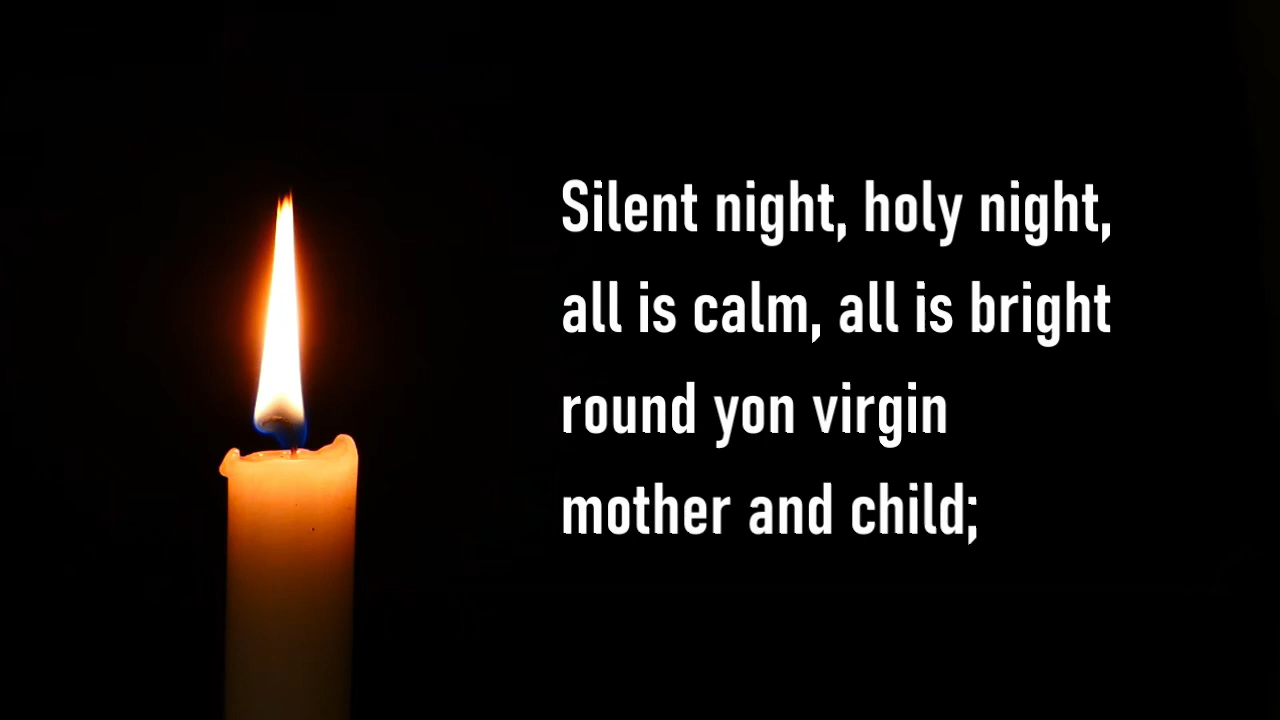 Silent night, holy night,
all is calm, all is bright
round yon virgin
mother and child;